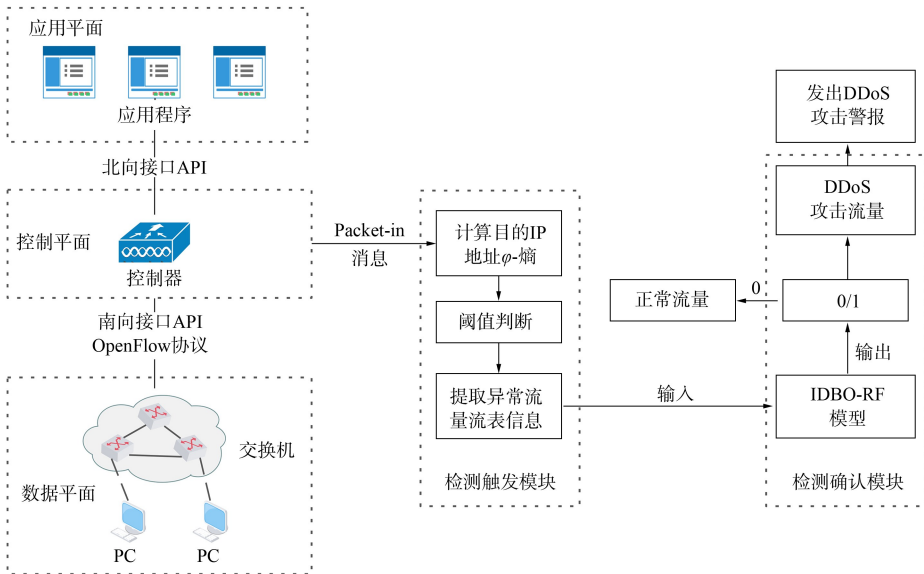 应用平面
应用程序
北向接口API
控制平面
控制器
南向接口API
OpenFlow协议
交换机
数据平面
PC
PC
Packet-in
消息
计算目的IP
地址φ-熵
阈值判断
提取异常流
量流表信息
检测触发模块
输入
发出DDoS
攻击警报
DDoS
攻击流量
0
正常流量
0/1
输出
IDBO-RF
模型
检测确认模块